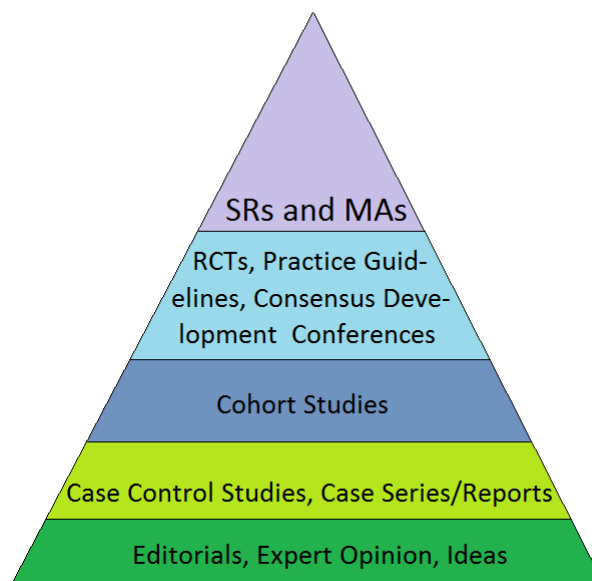 SRs and MAs
RCTs, Practice Guid-
elines, Consensus Deve-
lopment  Conferences
Cohort Studies
Case Control Studies, Case Series/Reports
Editorials, Expert Opinion, Ideas